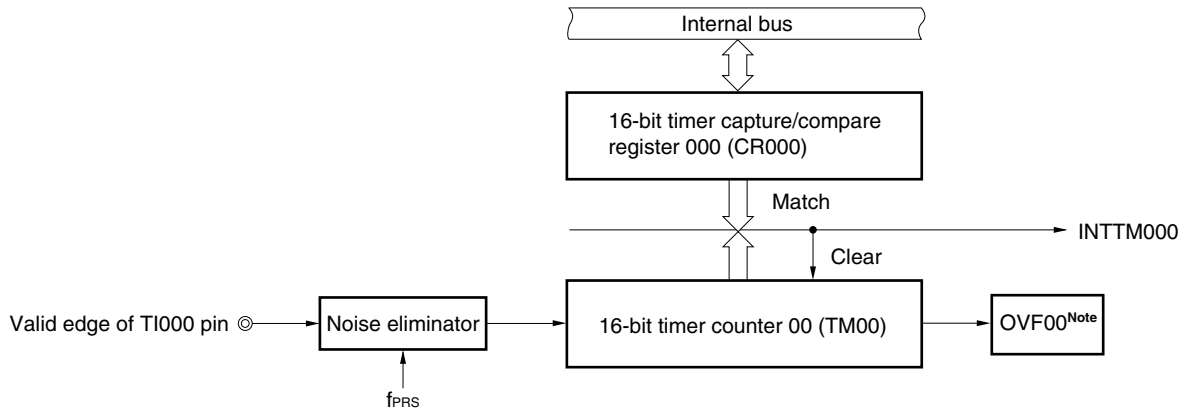 Internal bus
16-bit timer capture/compare
register 000 (CR000)
Match
INTTM000
Clear
Valid edge of TI000 pin
Noise eliminator
16-bit timer counter 00 (TM00)
OVF00Note
fPRS